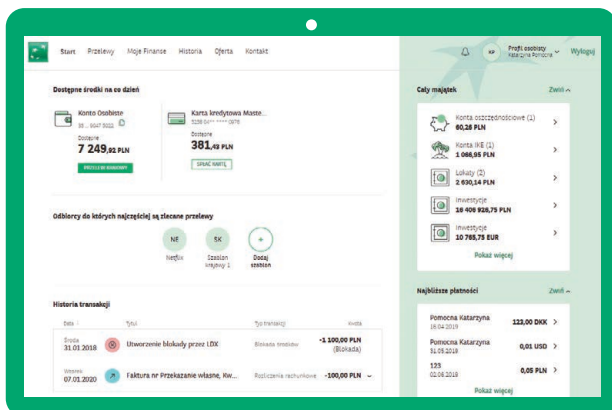 Start Przelewy Moje Finanse Historia Oferta Kontakt
KP Profil osobisty Wyloguj
Katarzyna Pomocna
Dostępne środki na co dzień
Konto Osobiste
Dostępne
7 249,92 PLN
Karta kredytowa Maste...
Dostępne
381,43 PLN
SPŁAĆ KARTĘ
Odbiorcy do których najczęściej są zlecane przelewy
NE SK +
Netflix
Szablon krajowy 1
Dodaj szablon
Historia transakcji
Data Tytuł Typ transakcji Kwota
Środa
31.01.2018 Utworzenie blokady przez LDX Blokada środków -1 100,00 PLN
(Blokada)
Wtorek
07.01.2020 Faktura nr Przekazanie własne, Kw... Rozliczenia rachunkowe -100,00 PLN
Cały majątek Zwiń
Konta oszczędnościowe (1)
60,26 PLN
Konta IKE (1)
1 066,95 PLN
Lokaty (2)
2 630,14 PLN
Inwestycje
16 406 926,75 PLN
Inwestycje
10 765,75 EUR
Pokaż więcej
Najbliższe płatności Zwiń
Pomocna Katarzyna 123,00 DKK
16.04.2019
Pomocna Katarzyna 0,01 USD
31.05.2019
123 0,05 PLN
02.06.2019
Pokaż więcej